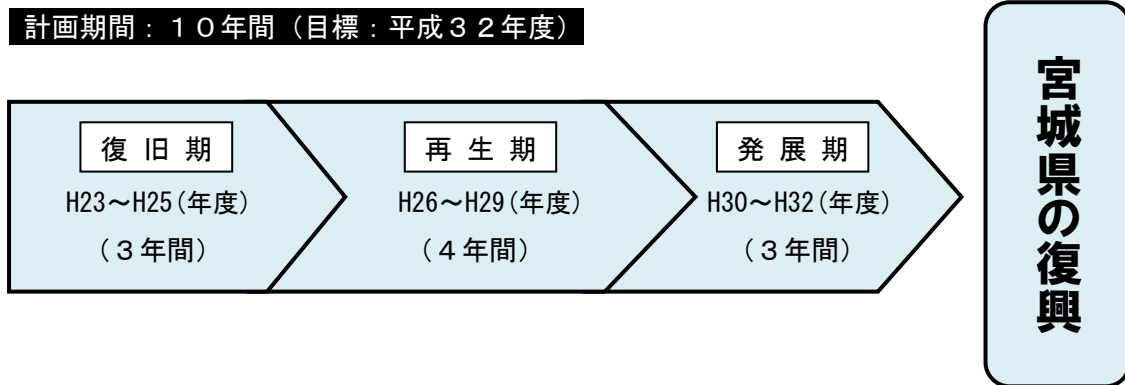 計画期間：１０年間（目標：平成３２年度）
復旧期
H23～H25(年度)
（３年間）
再生期
H26～H29(年度)
（４年間）
発展期
H30～H32(年度)
（３年間）
宮城県の復興